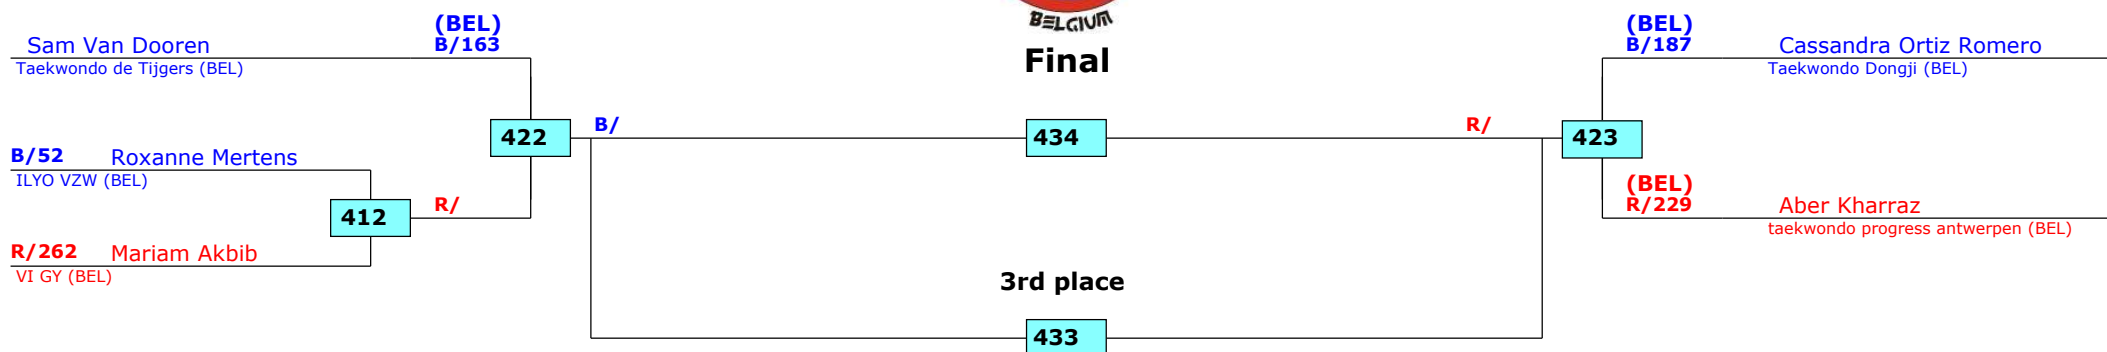 BELGIUM
Final
(BEL)
Sam Van Dooren B/163
Taekwondo de Tijgers (BEL)
422
B/
B/52 Roxanne Mertens
ILYO VZW (BEL)
412
R/
R/262 Mariam Akbib
VI GY (BEL)
434
3rd place
433
R/
423
(BEL)
B/187 Cassandra Ortiz Romero
Taekwondo Dongji (BEL)
(BEL)
R/229 Aber Kharraz
taekwondo progress antwerpen (BEL)